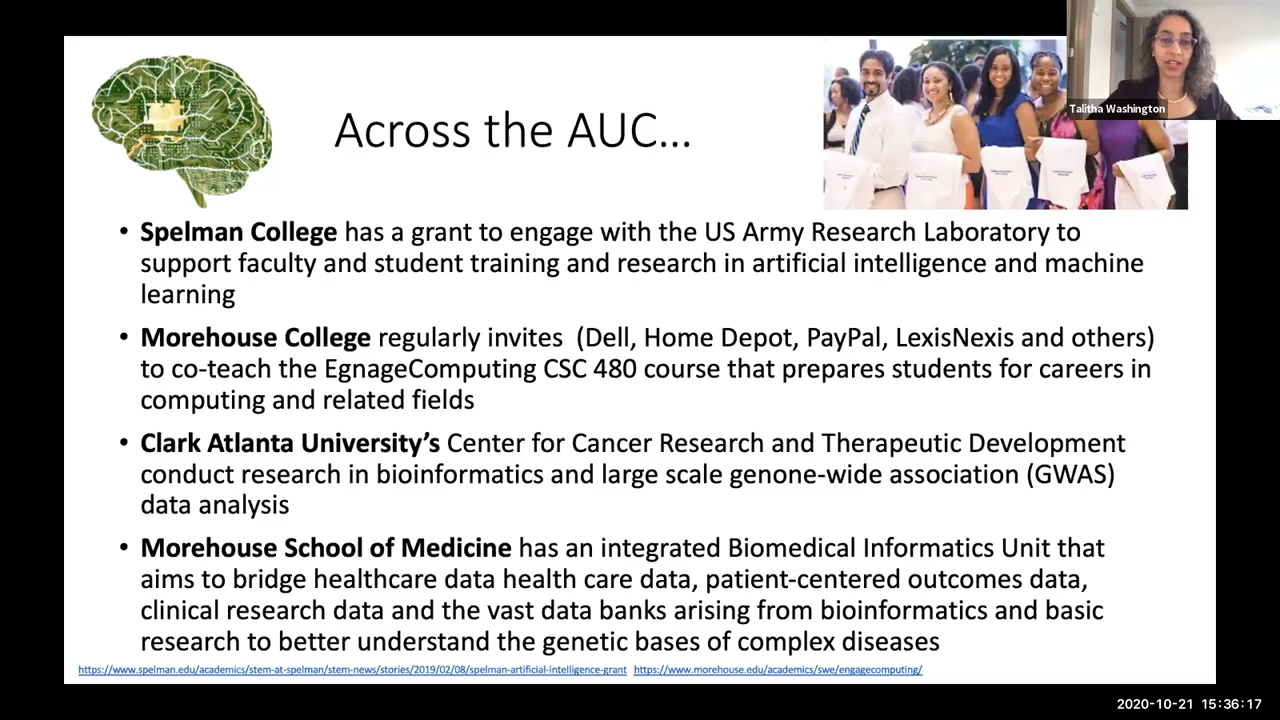 Talitha Washington
Across the AUC...
• Spelman College has a grant to engage with the US Army Research Laboratory to
support faculty and student training and research in artificial intelligence and machine
learning
• Morehouse College regularly invites (Dell, Home Depot, PayPal, LexisNexis and others)
to co-teach the EgnageComputing CSC 480 course that prepares students for careers in
computing and related fields
• Clark Atlanta University’s Center for Cancer Research and Therapeutic Development
conduct research in bioinformatics and large scale genone-wide association (GWAS)
data analysis
• Morehouse School of Medicine has an integrated Biomedical Informatics Unit that
aims to bridge healthcare data health care data, patient-centered outcomes data,
clinical research data and the vast data banks arising from bioinformatics and basic
research to better understand the genetic bases of complex diseases
https://www.spelman.edu/academics/stem-at-spelman/stem-news/stories/2019/02/08/spelman-artificial-intelligence-grant https://www.morehouse.edu/academics/swe/engagecomputing/
2020-10-21 15:36:17